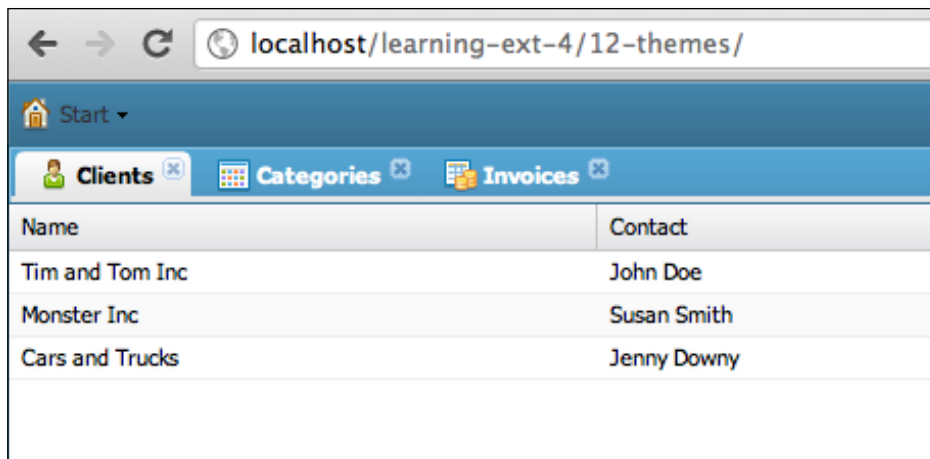 localhost/learning-ext-4/12-themes/
Start
Clients Categories Invoices
Name Contact
Tim and Tom Inc John Doe
Monster Inc Susan Smith
Cars and Trucks Jenny Downy